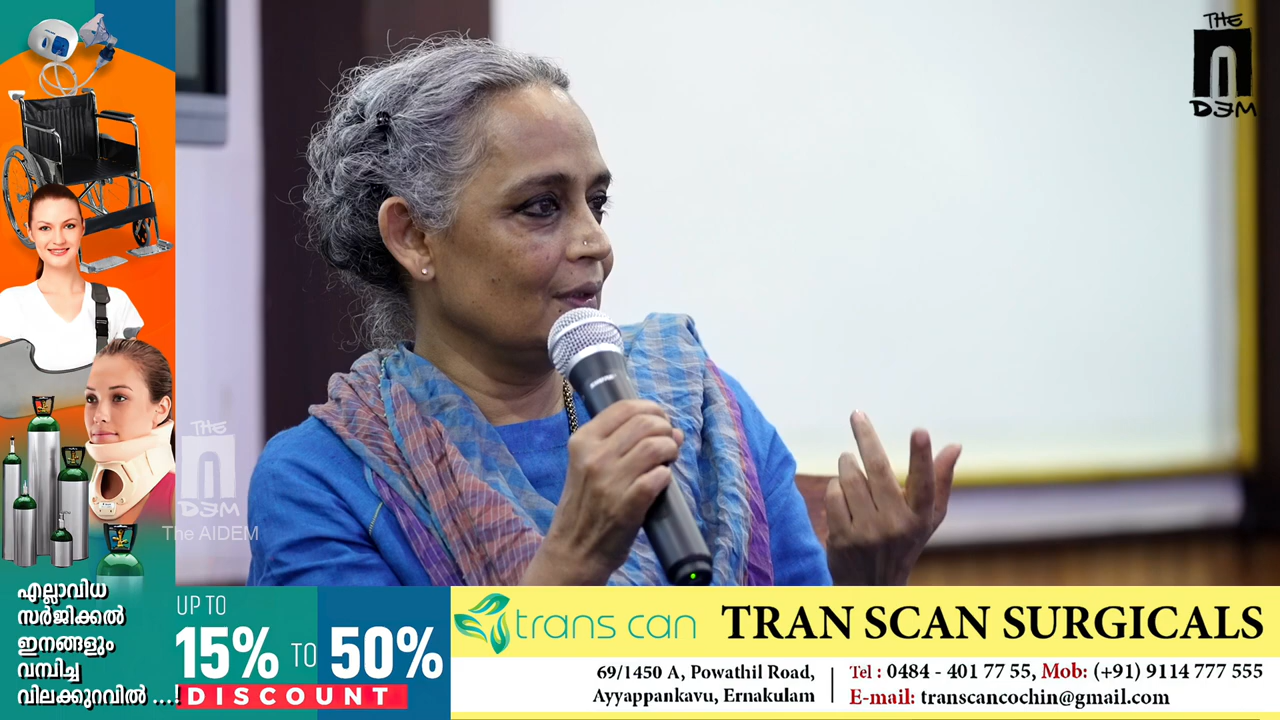 THE
DEM
THE
DEM
The AIDEM
എല്ലാവിധ
സർജിക്കൽ
ഇനങ്ങളും
വമ്പിച്ച
വിലക്കുറവിൽ ...!
UP TO
15% TO 50%
DISCOUNT
trans can
TRAN SCAN SURGICALS
69/1450 A, Powathil Road,
Ayyappankavu, Ernakulam
Tel : 0484 - 401 77 55, Mob: (+91) 9114 777 555
E-mail: transcancochin@gmail.com